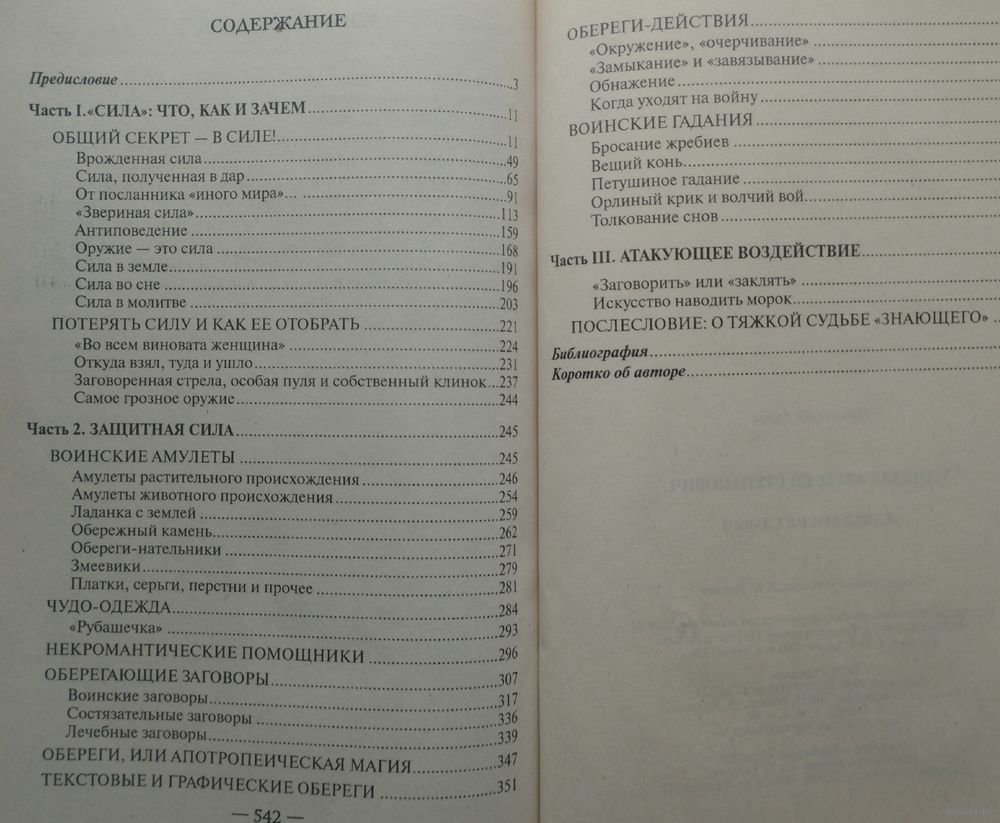 СОДЕРЖАНИЕ
Предисловие...3
Часть I.«СИЛА»: ЧТО, КАК И ЗАЧЕМ...11
ОБЩИЙ СЕКРЕТ — В СИЛЕ!...11
Врожденная сила...49
Сила, полученная в дар...65
От посланника «иного мира»...91
«Звериная сила»...113
Антиповедение...159
Оружие — это сила...168
Сила в земле...191
Сила во сне...196
Сила в молитве...203
ПОТЕРЯТЬ СИЛУ И КАК ЕЕ ОТОБРАТЬ...221
«Во всем виновата женщина»...224
Откуда взял, туда и ушло...231
Заговоренная стрела, особая пуля и собственный клинок...237
Самое грозное оружие...244
Часть 2. ЗАЩИТНАЯ СИЛА...245
ВОИНСКИЕ АМУЛЕТЫ...245
Амулеты растительного происхождения...246
Амулеты животного происхождения...254
Ладанка с землей...259
Обережный камень...262
Обереги-нательники...271
Змеевики...279
Платки, серьги, перстни и прочее...281
ЧУДО-ОДЕЖДА...284
«Рубашечка»...293
НЕКРОМАНТИЧЕСКИЕ ПОМОЩНИКИ...296
ОБЕРЕГАЮЩИЕ ЗАГОВОРЫ...307
Воинские заговоры...317
Состязательные заговоры...336
Лечебные заговоры...339
ОБЕРЕГИ, ИЛИ АПОТРОПЕИЧЕСКАЯ МАГИЯ...347
ТЕКСТОВЫЕ И ГРАФИЧЕСКИЕ ОБЕРЕГИ...351
— 542 —
ОБЕРЕГИ-ДЕЙСТВИЯ...
«Окружение», «очерчивание»...
«Замыкание» и «завязывание»...
Обнажение...
Когда уходят на войну...
ВОИНСКИЕ ГАДАНИЯ...
Бросание жребиев...
Вещий конь...
Петушиное гадание...
Орлиный крик и волчий вой...
Толкование снов...
Часть III. АТАКУЮЩЕЕ ВОЗДЕЙСТВИЕ...
«Заговорить» или «заклять»...
Искусство наводить морок...
ПОСЛЕСЛОВИЕ: О ТЯЖКОЙ СУДЬБЕ «ЗНАЮЩЕГО»...
Библиография...
Коротко об авторе...